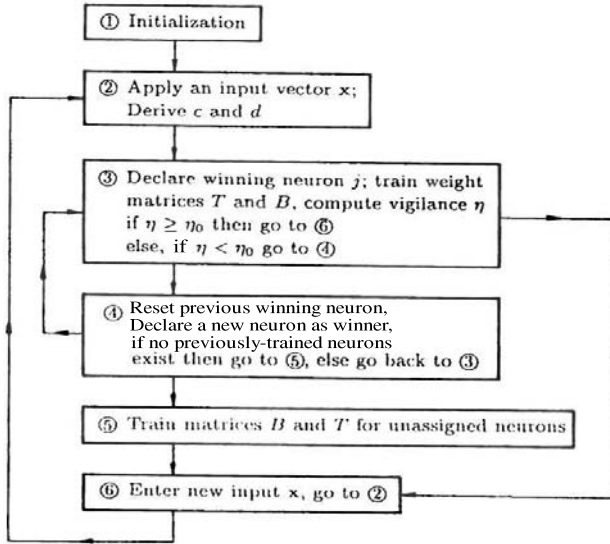 ① Initialization
② Apply an input vector x;
Derive c and d
③ Declare winning neuron j; train weight
matrices T and B, compute vigilance η
if η ≥ η₀ then go to ⑥
else, if η < η₀ go to ④
④ Reset previous winning neuron,
Declare a new neuron as winner,
if no previously-trained neurons
exist then go to ⑤, else go back to ③
⑤ Train matrices B and T for unassigned neurons
⑥ Enter new input x, go to ②